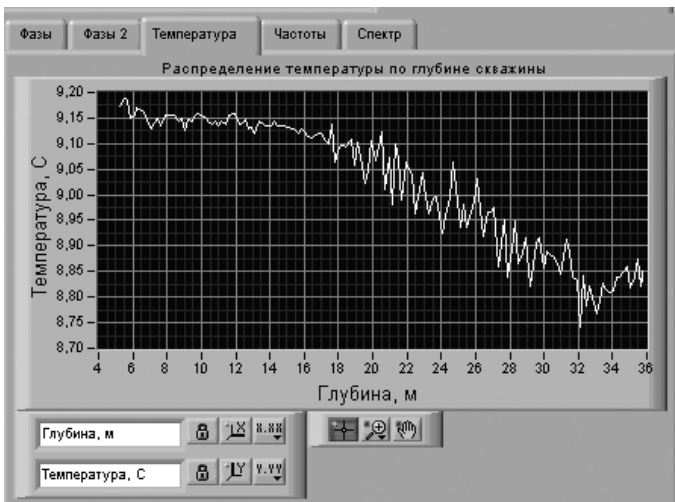 Фазы Фазы 2 Температура Частоты Спектр
Распределение температуры по глубине скважины
9,20
9,15
9,10
9,05
9,00
8,95
8,90
8,85
8,80
8,75
8,70
Температура, С
4 6 8 10 12 14 16 18 20 22 24 26 28 30 32 34 36
Глубина, м
Глубина, м X X.XX
Температура, С Y Y.YY